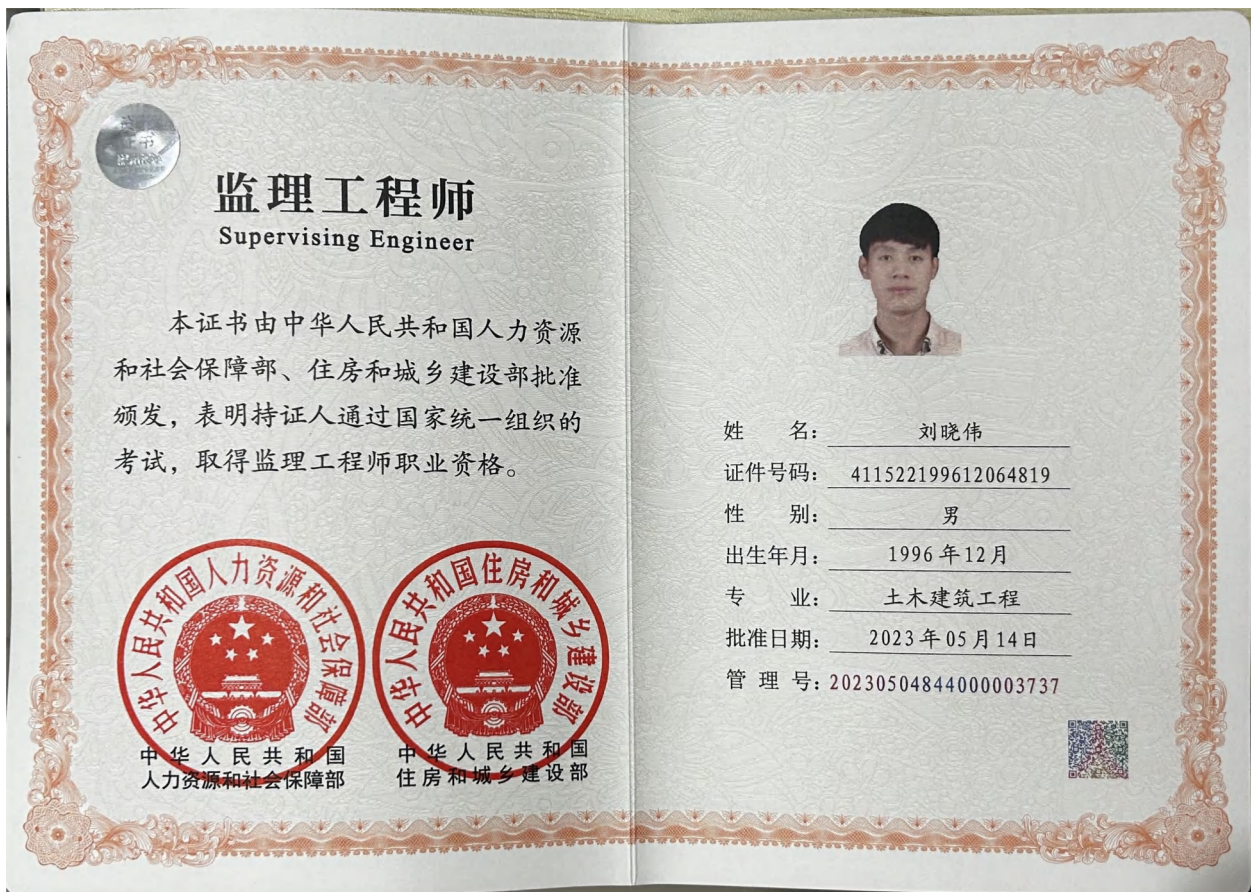 监理工程师
Supervising Engineer
本证书由中华人民共和国人力资源
和社会保障部、住房和城乡建设部批准
颁发，表明持证人通过国家统一组织的
考试，取得监理工程师职业资格。
中华人民共和国人力资源和社会保障部
中华人民共和国住房和城乡建设部
中华人民共和国
人力资源和社会保障部
中华人民共和国
住房和城乡建设部
姓 名：刘晓伟
证件号码：411522199612064819
性 别：男
出生年月：1996年12月
专 业：土木建筑工程
批准日期：2023年05月14日
管 理 号：20230504844000003737